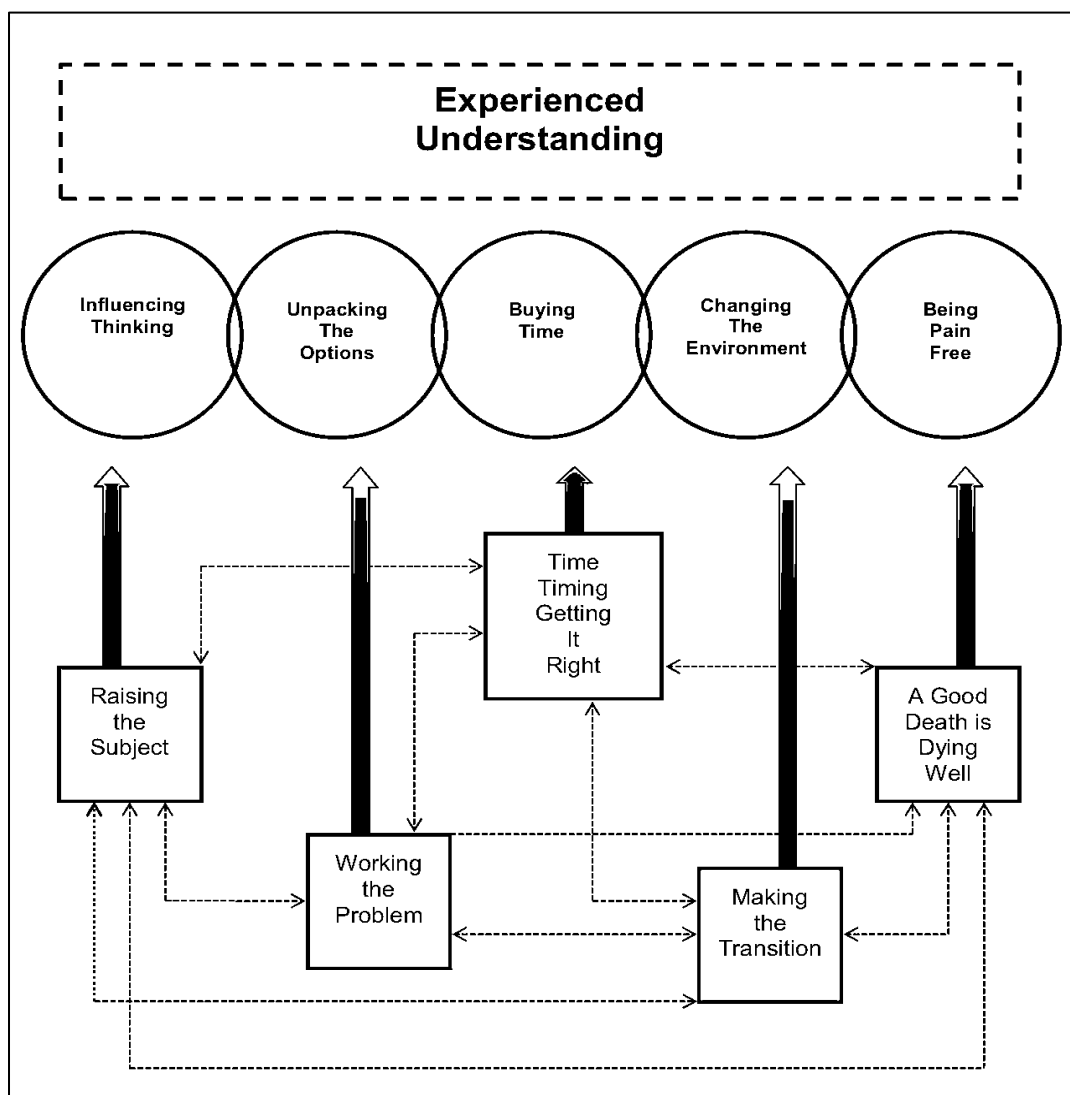 Experienced
Understanding
Influencing
Thinking
Unpacking
The
Options
Buying
Time
Changing
The
Environment
Being
Pain
Free
Time
Timing
Getting
It
Right
Raising
the
Subject
A Good
Death is
Dying
Well
Working
the
Problem
Making
the
Transition